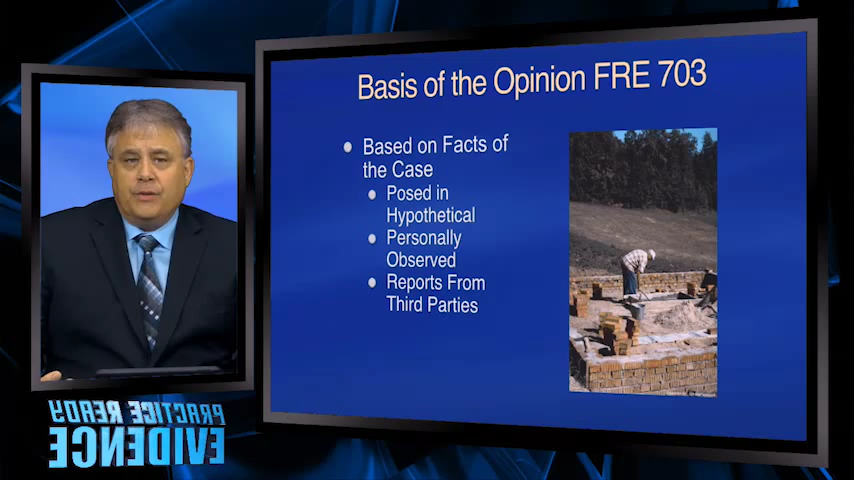 Basis of the Opinion FRE 703
Based on Facts of
the Case
Posed in
Hypothetical
Personally
Observed
Reports From
Third Parties
PRACTICE READY
EVIDENCE